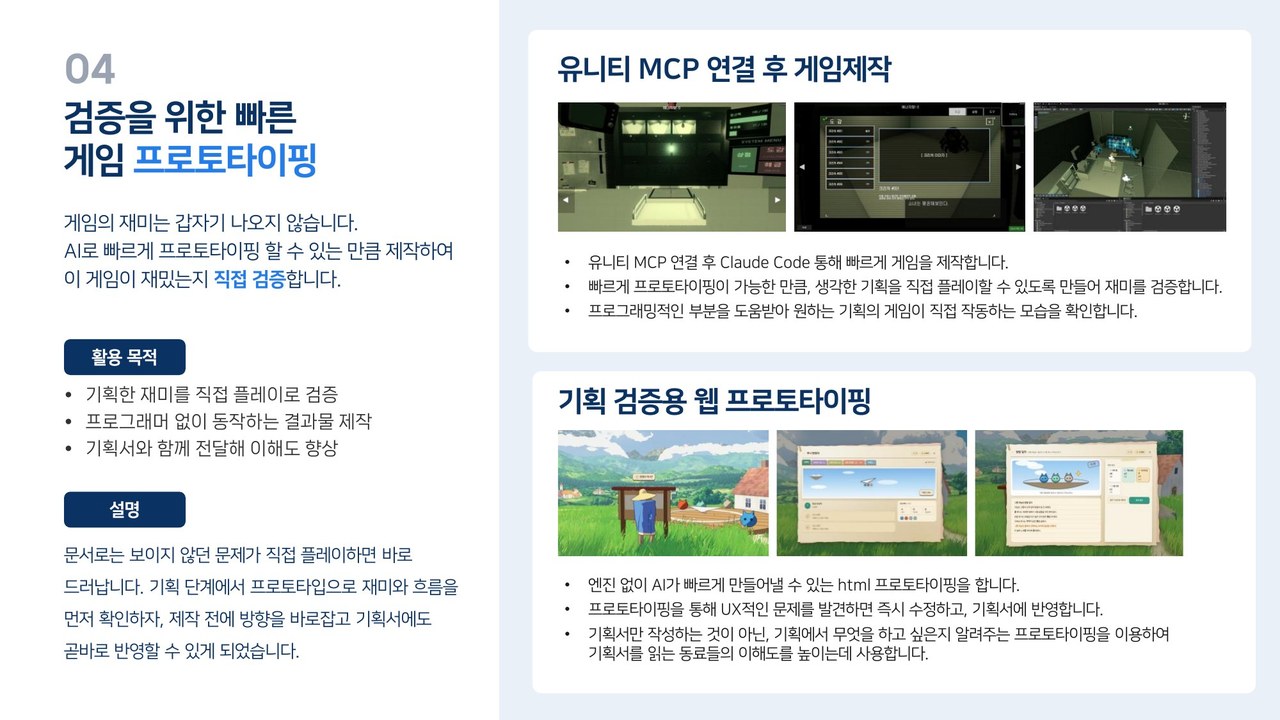 04
검증을 위한 빠른
게임 프로토타이핑
게임의 재미는 갑자기 나오지 않습니다.
AI로 빠르게 프로토타이핑 할 수 있는 만큼 제작하여
이 게임이 재밌는지 직접 검증합니다.
활용 목적
• 기획한 재미를 직접 플레이로 검증
• 프로그래머 없이 동작하는 결과물 제작
• 기획서와 함께 전달해 이해도 향상
설명
문서로는 보이지 않던 문제가 직접 플레이하면 바로
드러납니다. 기획 단계에서 프로토타입으로 재미와 흐름을
먼저 확인하자, 제작 전에 방향을 바로잡고 기획서에도
곧바로 반영할 수 있게 되었습니다.
유니티 MCP 연결 후 게임제작
도감
• 유니티 MCP 연결 후 Claude Code 통해 빠르게 게임을 제작합니다.
• 빠르게 프로토타이핑이 가능한 만큼, 생각한 기획을 직접 플레이할 수 있도록 만들어 재미를 검증합니다.
• 프로그래밍적인 부분을 도움받아 원하는 기획의 게임이 직접 작동하는 모습을 확인합니다.
기획 검증용 웹 프로토타이핑
• 엔진 없이 AI가 빠르게 만들어낼 수 있는 html 프로토타이핑을 합니다.
• 프로토타이핑을 통해 UX적인 문제를 발견하면 즉시 수정하고, 기획서에 반영합니다.
• 기획서만 작성하는 것이 아닌, 기획에서 무엇을 하고 싶은지 알려주는 프로토타이핑을 이용하여
기획서를 읽는 동료들의 이해도를 높이는데 사용합니다.